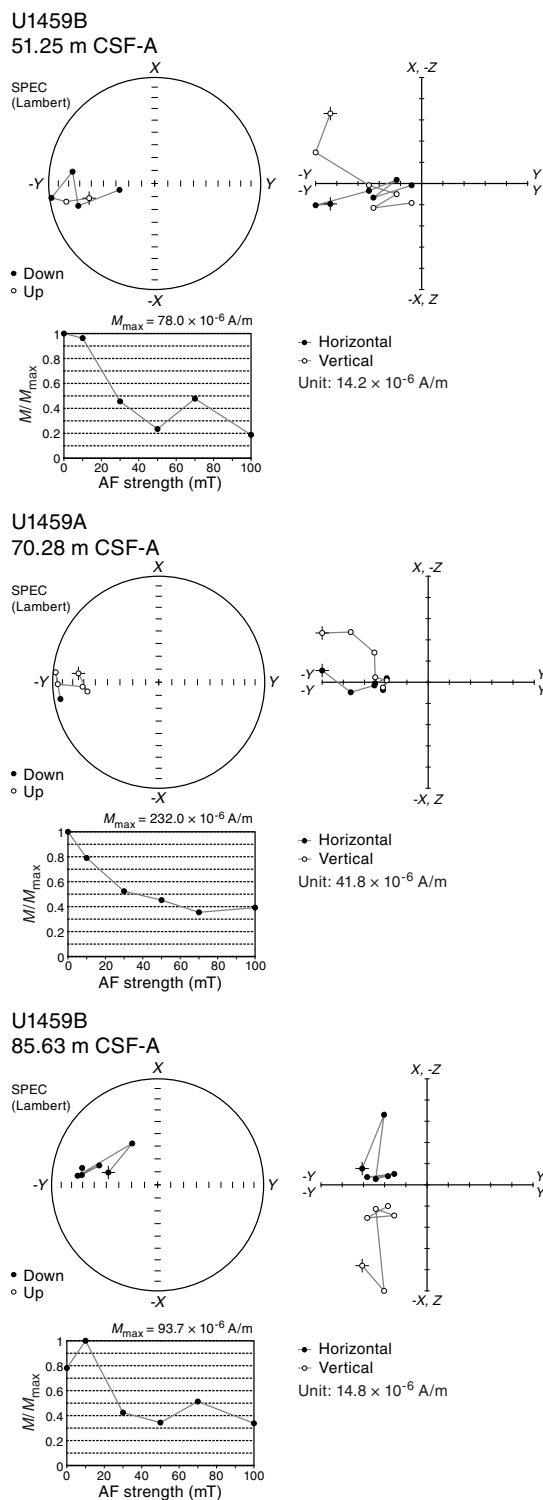 U1459B
51.25 m CSF-A
X
X, -Z
SPEC
(Lambert)
-Y
Y
-Y
Y
-Y
Y
Down
Up
-X
-X, Z
Mmax = 78.0 × 10⁻⁶ A/m
Horizontal
Vertical
Unit: 14.2 × 10⁻⁶ A/m
M/Mmax
1
0.8
0.6
0.4
0.2
0
0 20 40 60 80 100
AF strength (mT)
U1459A
70.28 m CSF-A
X
X, -Z
SPEC
(Lambert)
-Y
Y
-Y
Y
-Y
Y
Down
Up
-X
-X, Z
Mmax = 232.0 × 10⁻⁶ A/m
Horizontal
Vertical
Unit: 41.8 × 10⁻⁶ A/m
M/Mmax
1
0.8
0.6
0.4
0.2
0
0 20 40 60 80 100
AF strength (mT)
U1459B
85.63 m CSF-A
X
X, -Z
SPEC
(Lambert)
-Y
Y
-Y
Y
-Y
Y
Down
Up
-X
-X, Z
Mmax = 93.7 × 10⁻⁶ A/m
Horizontal
Vertical
Unit: 14.8 × 10⁻⁶ A/m
M/Mmax
1
0.8
0.6
0.4
0.2
0
0 20 40 60 80 100
AF strength (mT)